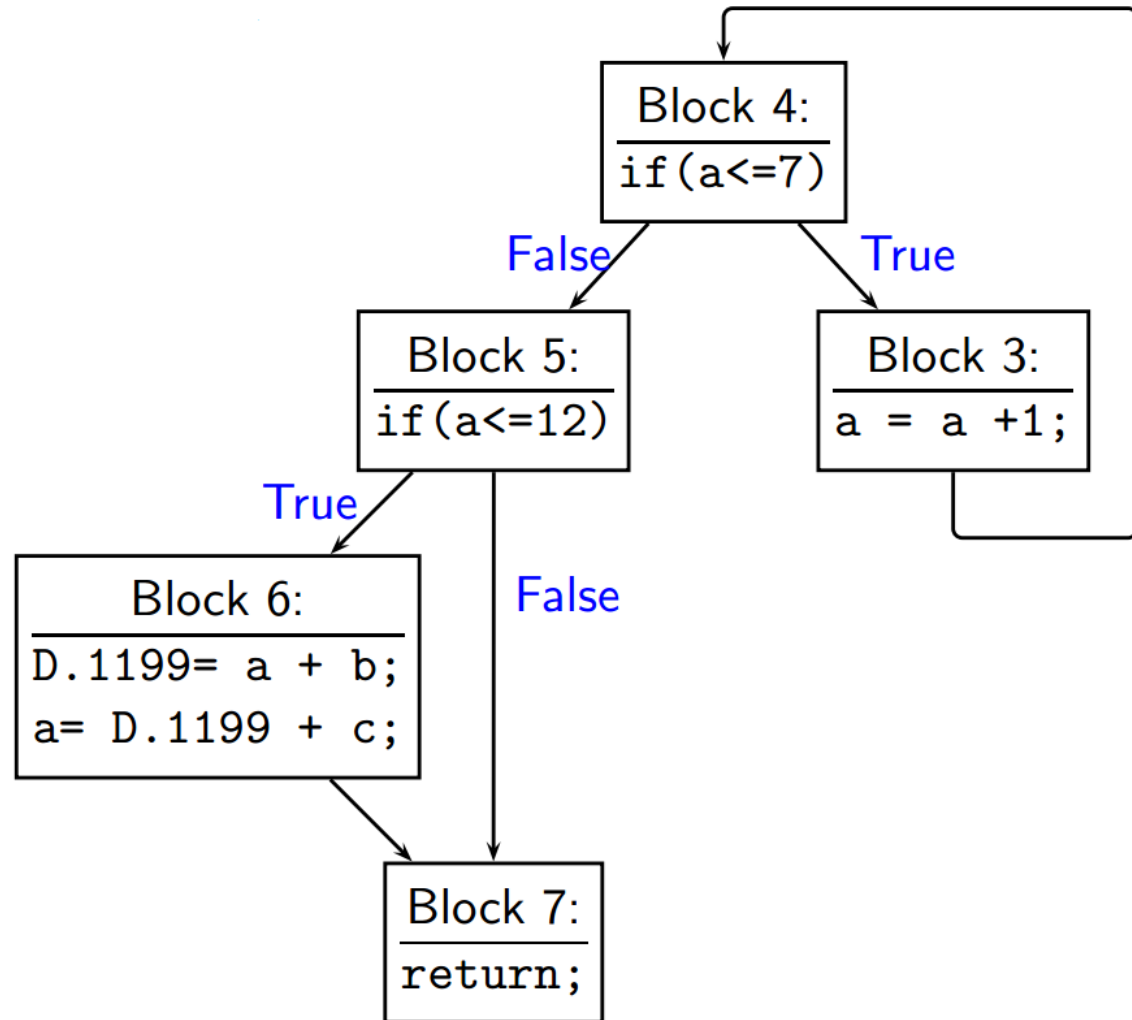 Block 4:
if(a<=7)
False
True
Block 5:
if(a<=12)
Block 3:
a = a +1;
True
False
Block 6:
D.1199= a + b;
a= D.1199 + c;
Block 7:
return;